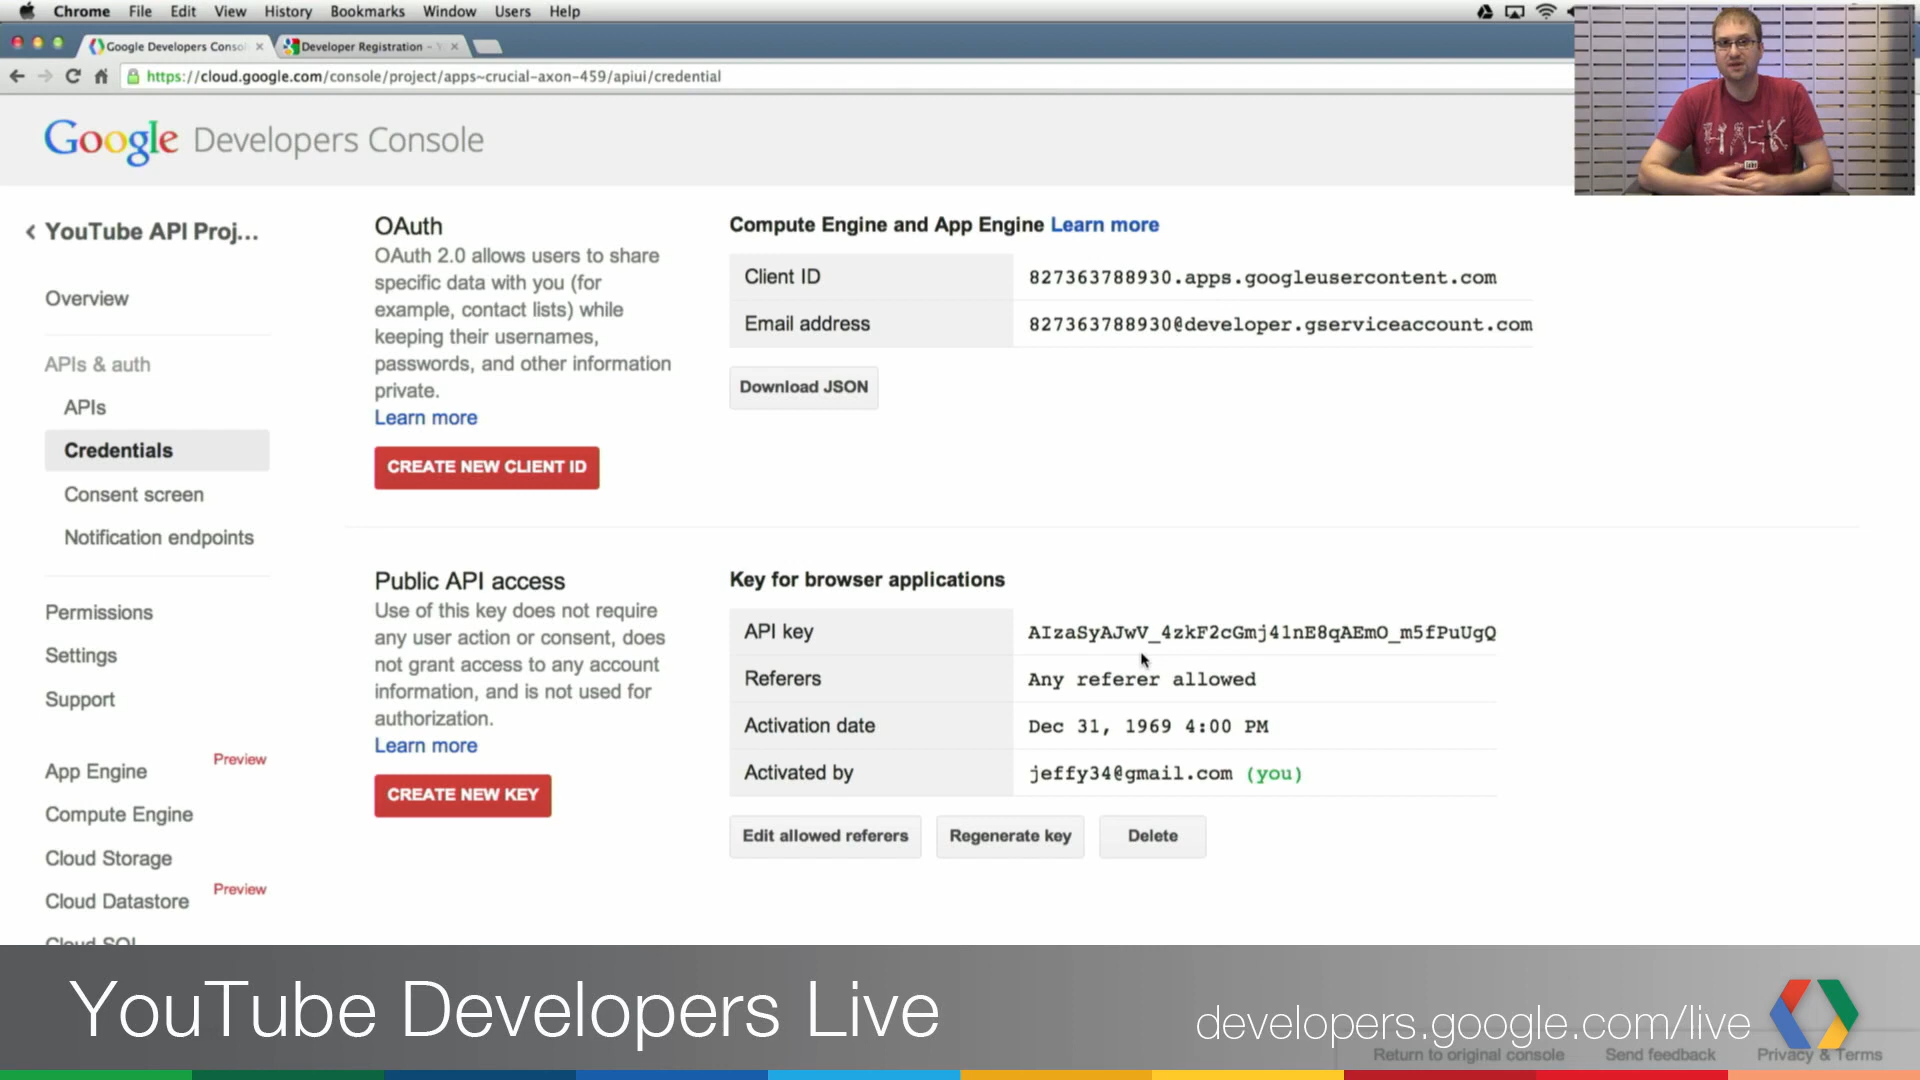 Chrome File Edit View History Bookmarks Window Users Help
Google Developers Conso
Developer Registration -
https://cloud.google.com/console/project/apps~crucial-axon-459/apiui/credential
Google Developers Console
HACK
YouTube API Proj...
Overview
APIs & auth
APIs
Credentials
Consent screen
Notification endpoints
Permissions
Settings
Support
App Engine Preview
Compute Engine
Cloud Storage
Cloud Datastore Preview
Cloud SQL
OAuth
OAuth 2.0 allows users to share
specific data with you (for
example, contact lists) while
keeping their usernames,
passwords, and other information
private.
Learn more
CREATE NEW CLIENT ID
Compute Engine and App Engine Learn more
Client ID 827363788930.apps.googleusercontent.com
Email address 827363788930@developer.gserviceaccount.com
Download JSON
Public API access
Use of this key does not require
any user action or consent, does
not grant access to any account
information, and is not used for
authorization.
Learn more
CREATE NEW KEY
Key for browser applications
API key AIzaSyAJwV_4zkF2cGmj41nE8qAEmO_m5fPuUgQ
Referers Any referer allowed
Activation date Dec 31, 1969 4:00 PM
Activated by jeffy34@gmail.com (you)
Edit allowed referers Regenerate key Delete
YouTube Developers Live
developers.google.com/live
Return to original console Send feedback Privacy & Terms